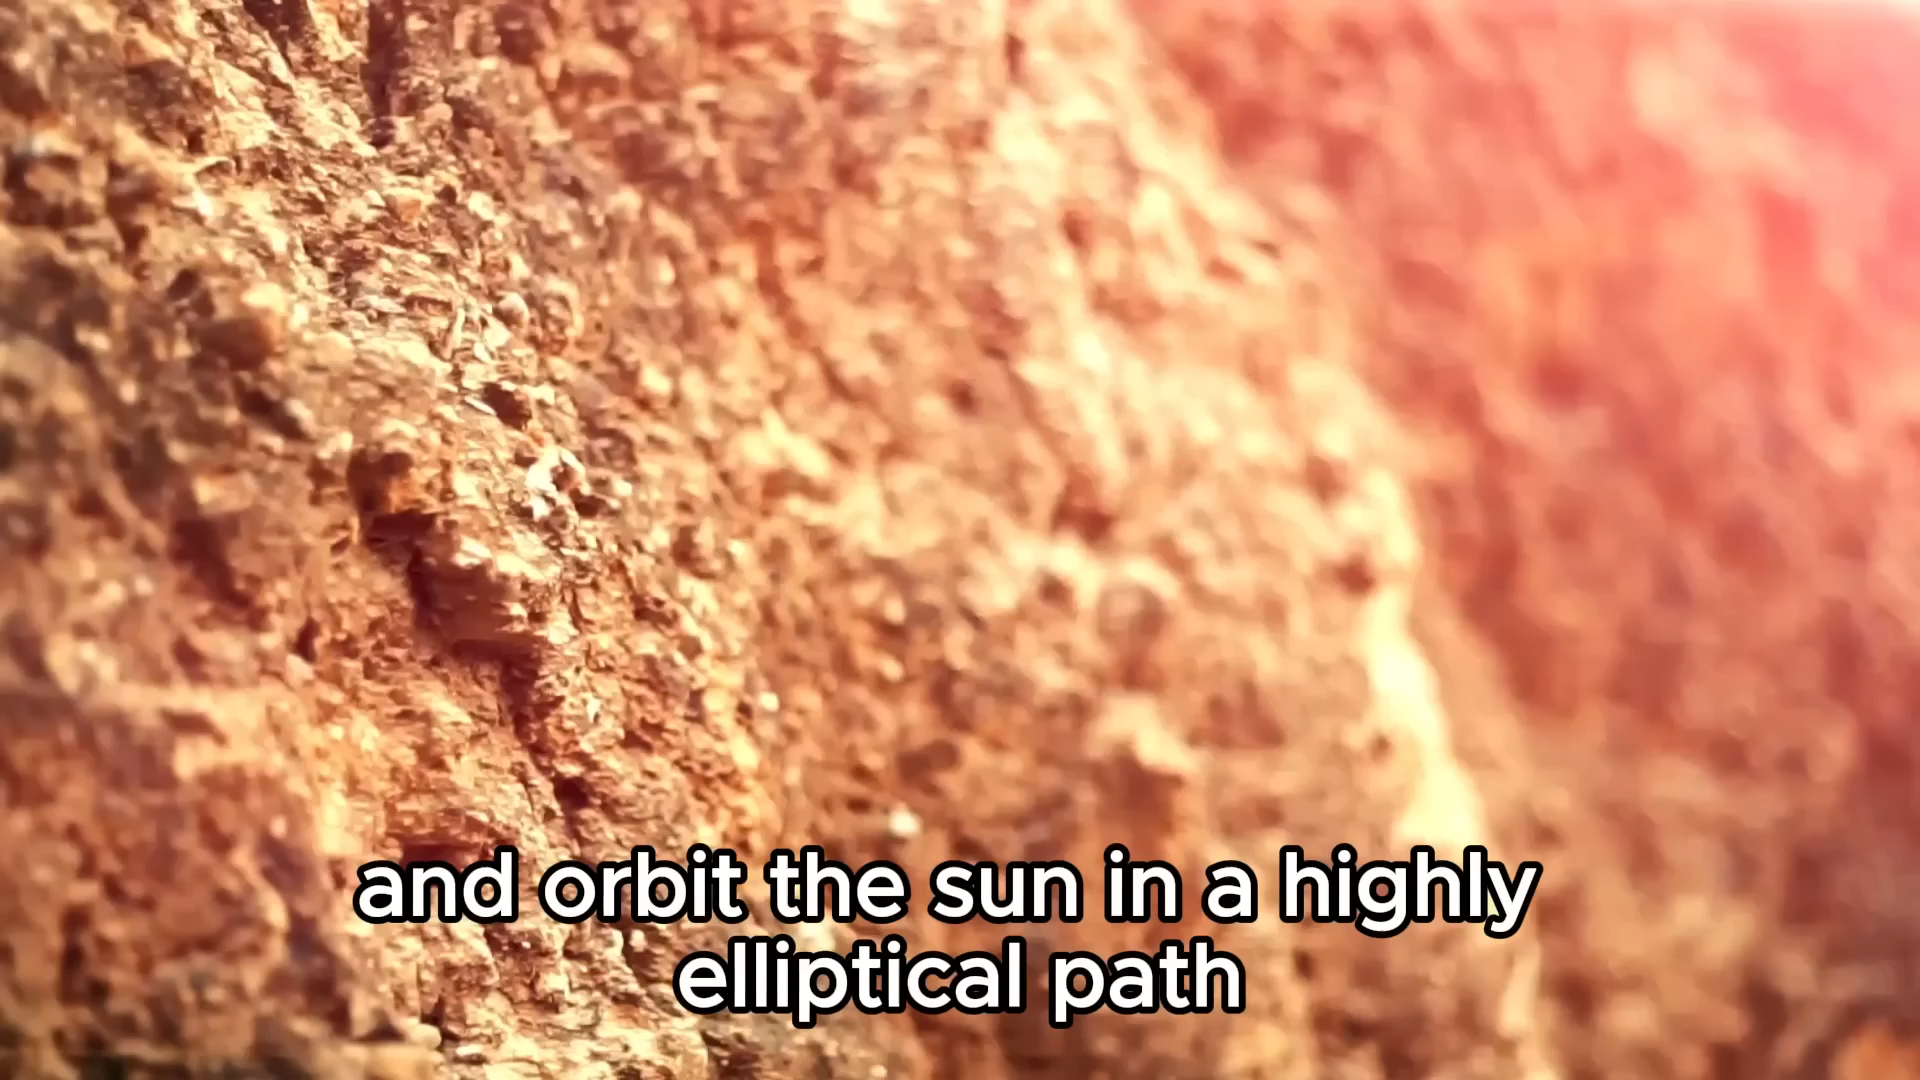 and orbit the sun in a highly
elliptical path